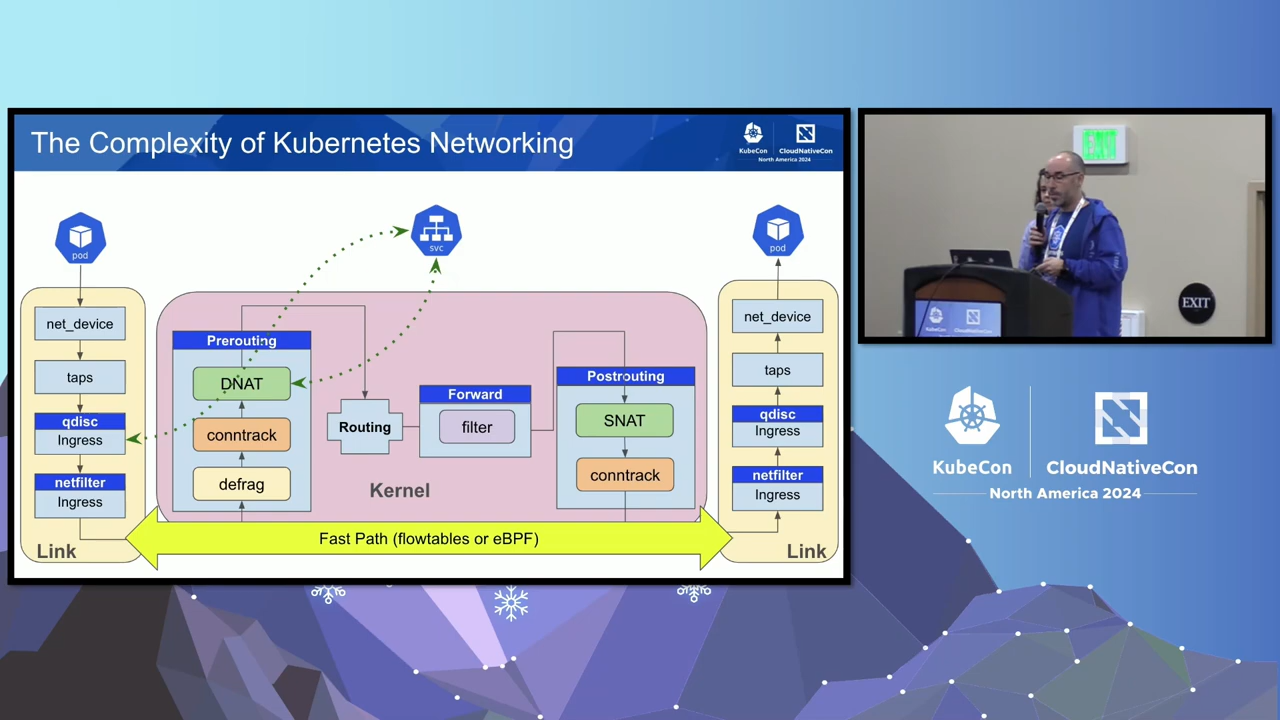 The Complexity of Kubernetes Networking
KubeCon
CloudNativeCon
North America 2024
pod
svc
pod
net_device
taps
qdisc
Ingress
netfilter
Ingress
Link
Prerouting
DNAT
conntrack
defrag
Routing
Forward
filter
Kernel
Postrouting
SNAT
conntrack
net_device
taps
qdisc
Ingress
netfilter
Ingress
Link
Fast Path (flowtables or eBPF)
EXIT
EXIT
KubeCon
CloudNativeCon
KubeCon
CloudNativeCon
North America 2024